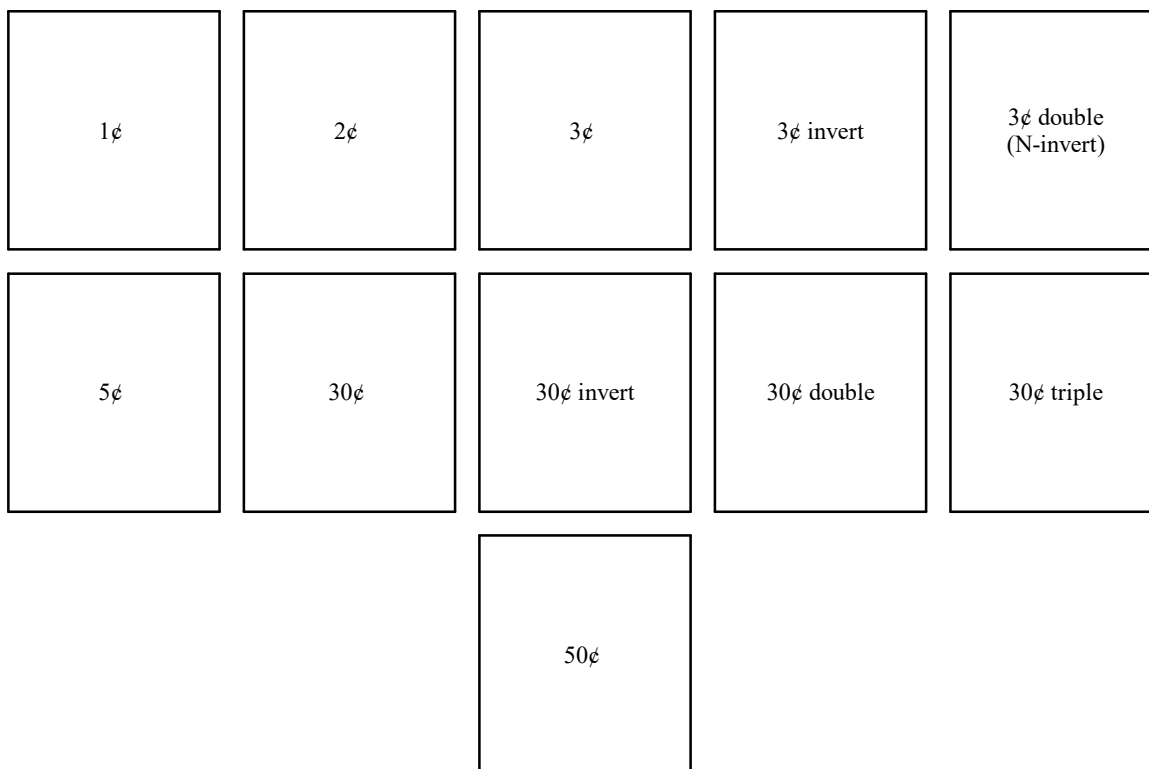 1¢
2¢
3¢
3¢ invert
3¢ double
(N-invert)
5¢
30¢
30¢ invert
30¢ double
30¢ triple
50¢